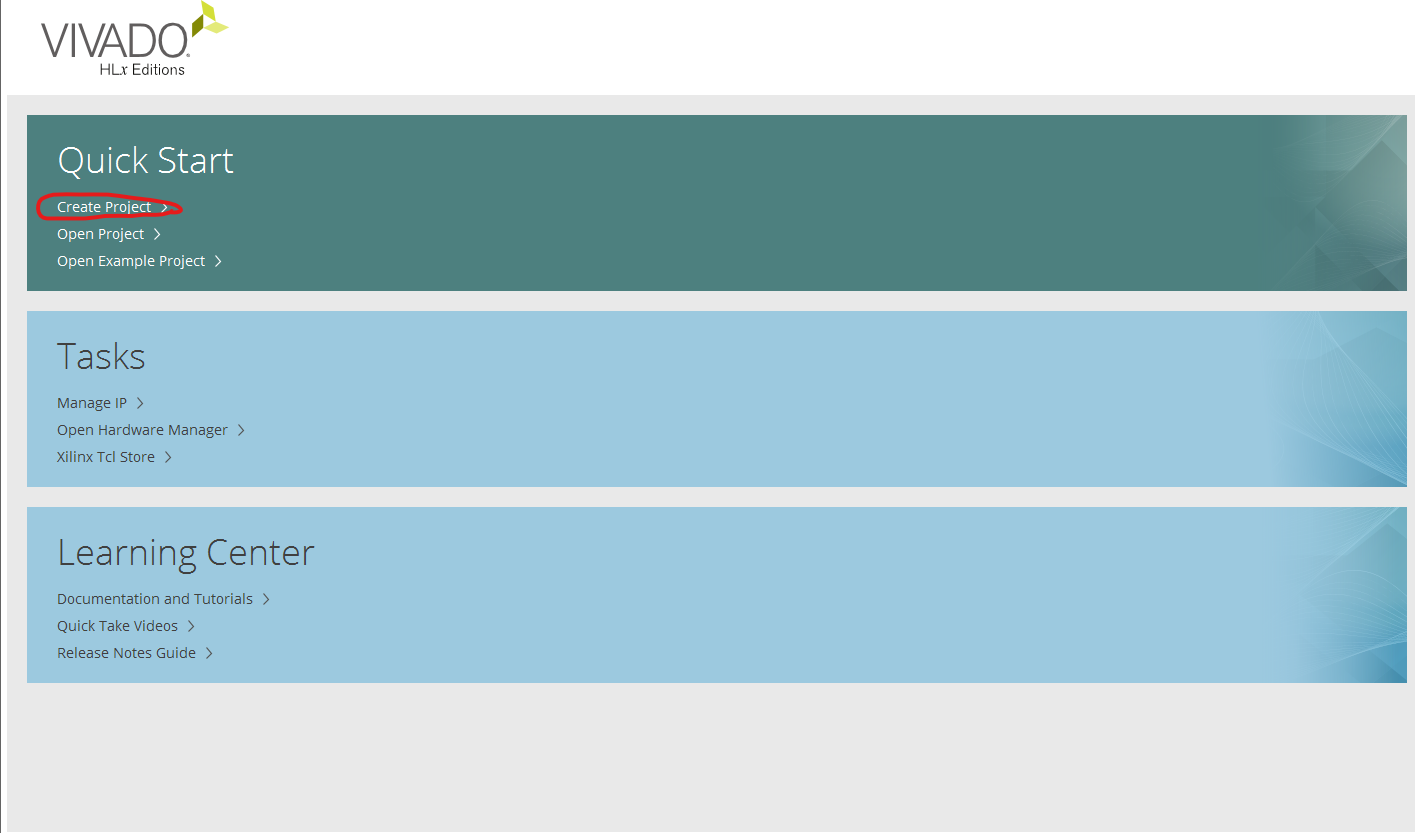 VIVADO
HLx Editions
Quick Start
Create Project
Open Project
Open Example Project
Tasks
Manage IP
Open Hardware Manager
Xilinx Tcl Store
Learning Center
Documentation and Tutorials
Quick Take Videos
Release Notes Guide